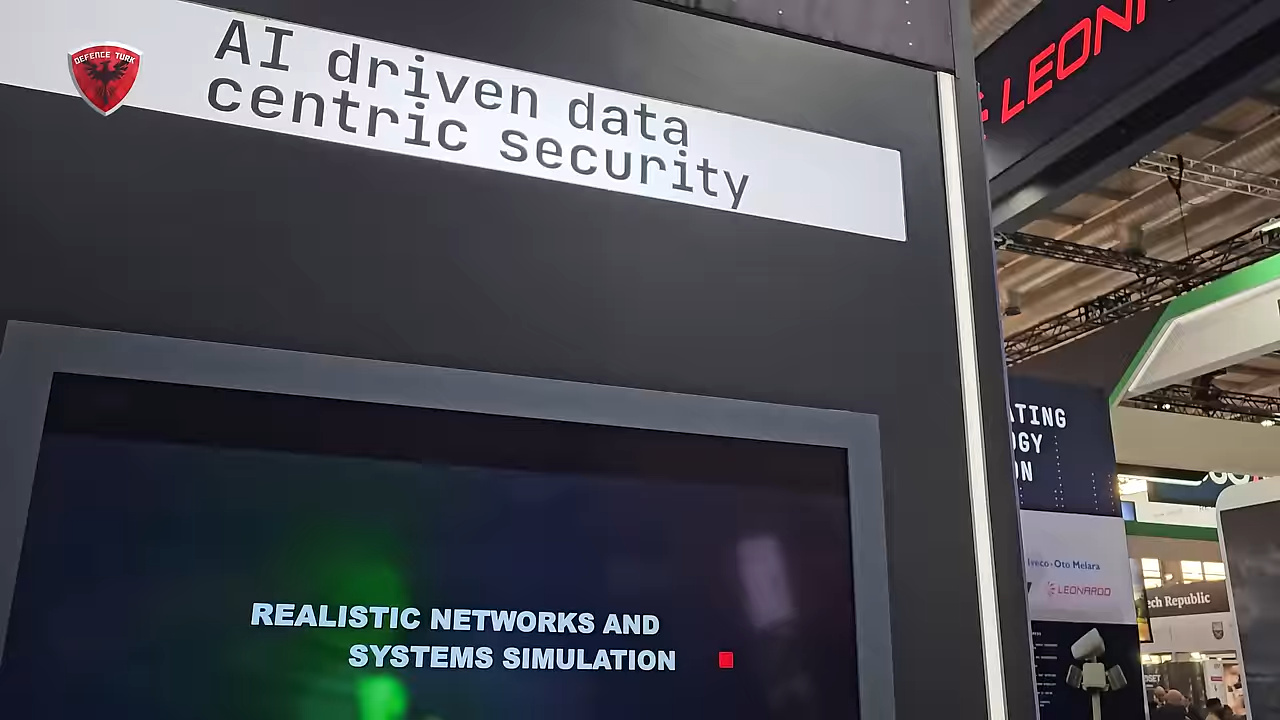 DEFENCE TURK
AI driven data
centric security
LEON
ATING
OGY
ON
Iveco - Oto Melara
LEONARDO
ech Republic
REALISTIC NETWORKS AND
SYSTEMS SIMULATION